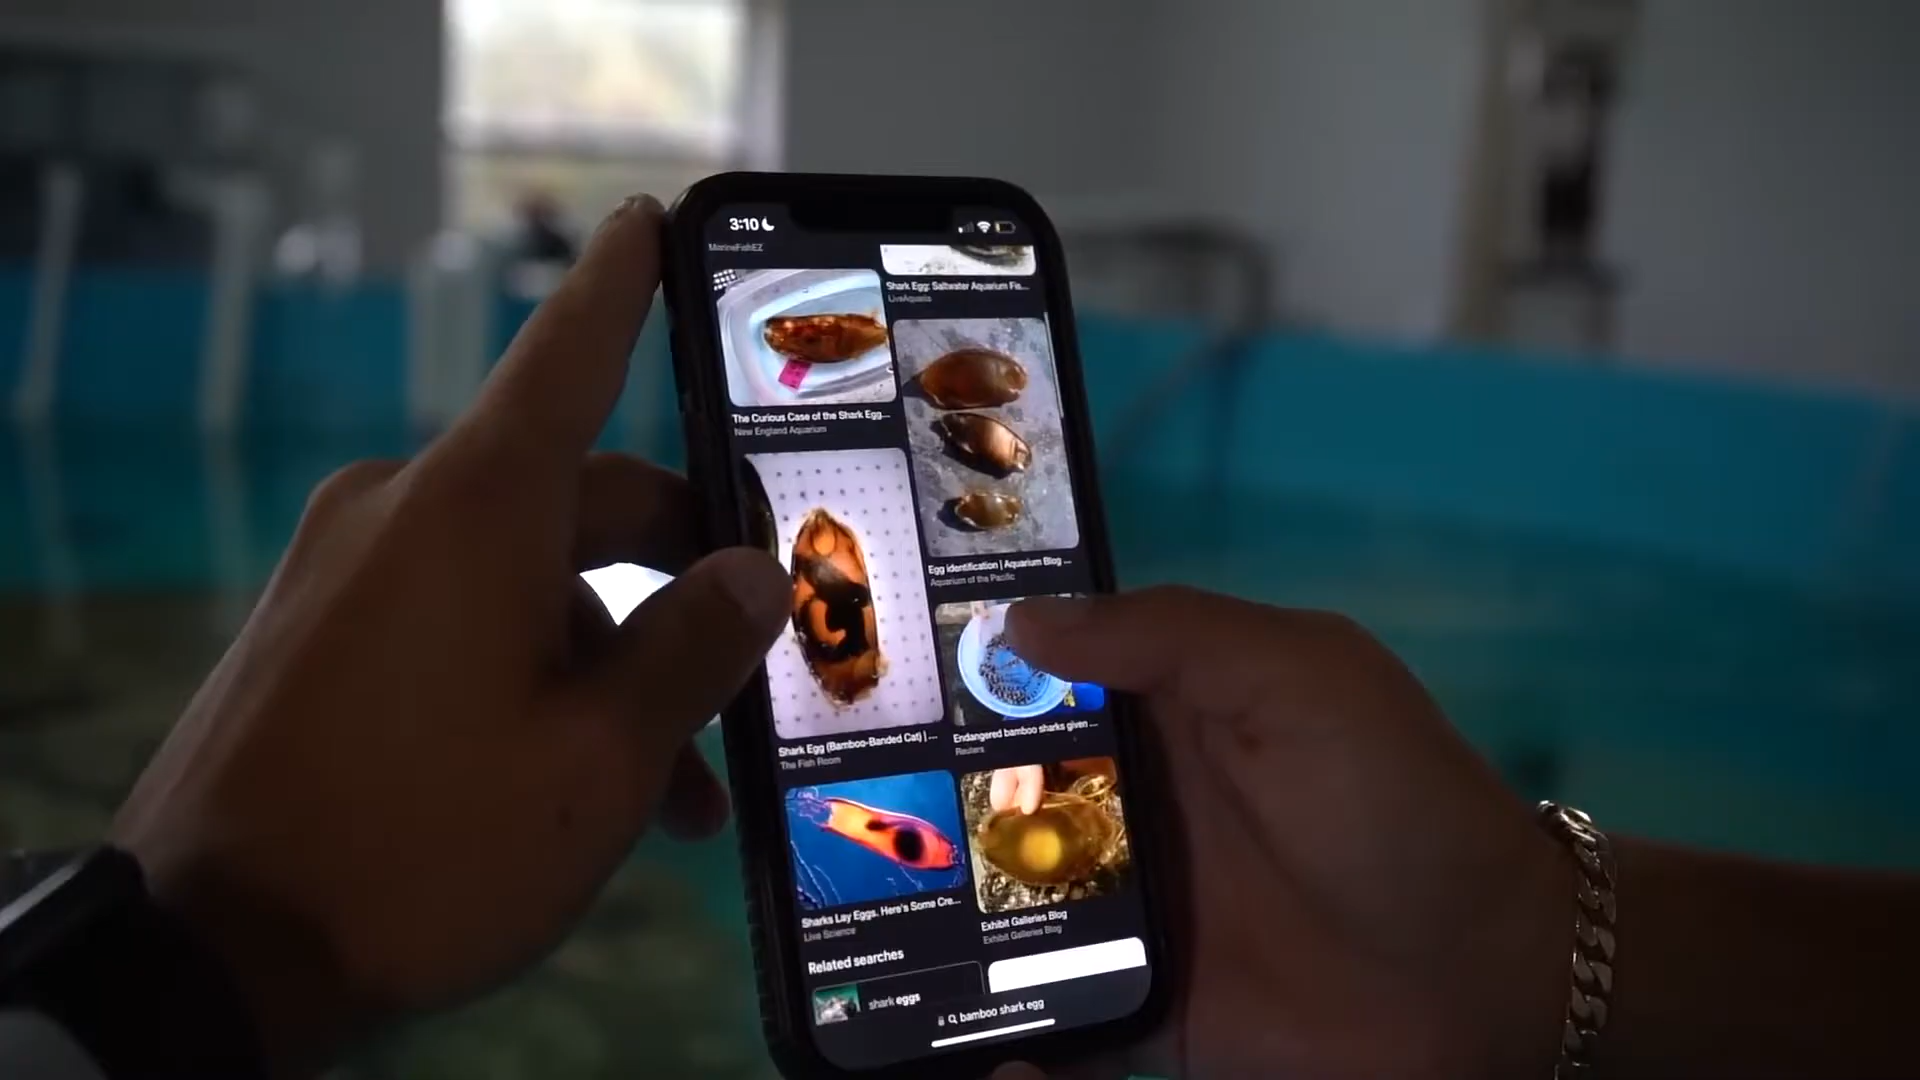 3:10
MarineFishEZ
Shark Egg: Saltwater Aquarium Fis...
LiveAquaria
The Curious Case of the Shark Egg...
New England Aquarium
Egg identification | Aquarium Blog ...
Aquarium of the Pacific
Shark Egg (Bamboo-Banded Cat) | ...
The Fish Room
Endangered bamboo sharks given ...
Reuters
Sharks Lay Eggs. Here's Some Cre...
Live Science
Exhibit Galleries Blog
Exhibit Galleries Blog
Related searches
shark eggs
bamboo shark egg